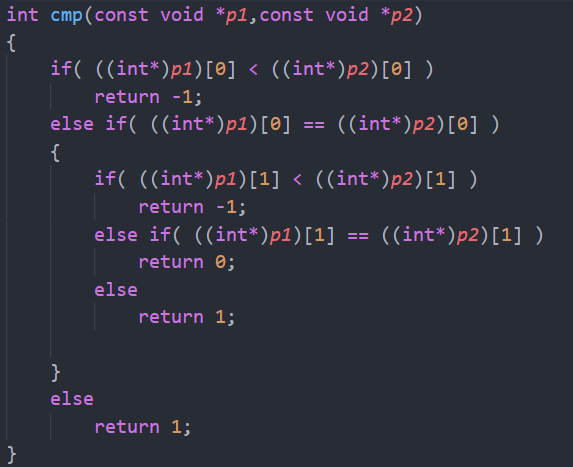 int cmp(const void *p1,const void *p2)
{
    if( ((int*)p1)[0] < ((int*)p2)[0] )
        return -1;
    else if( ((int*)p1)[0] == ((int*)p2)[0] )
    {
        if( ((int*)p1)[1] < ((int*)p2)[1] )
            return -1;
        else if( ((int*)p1)[1] == ((int*)p2)[1] )
            return 0;
        else
            return 1;
    }
    else
        return 1;
}